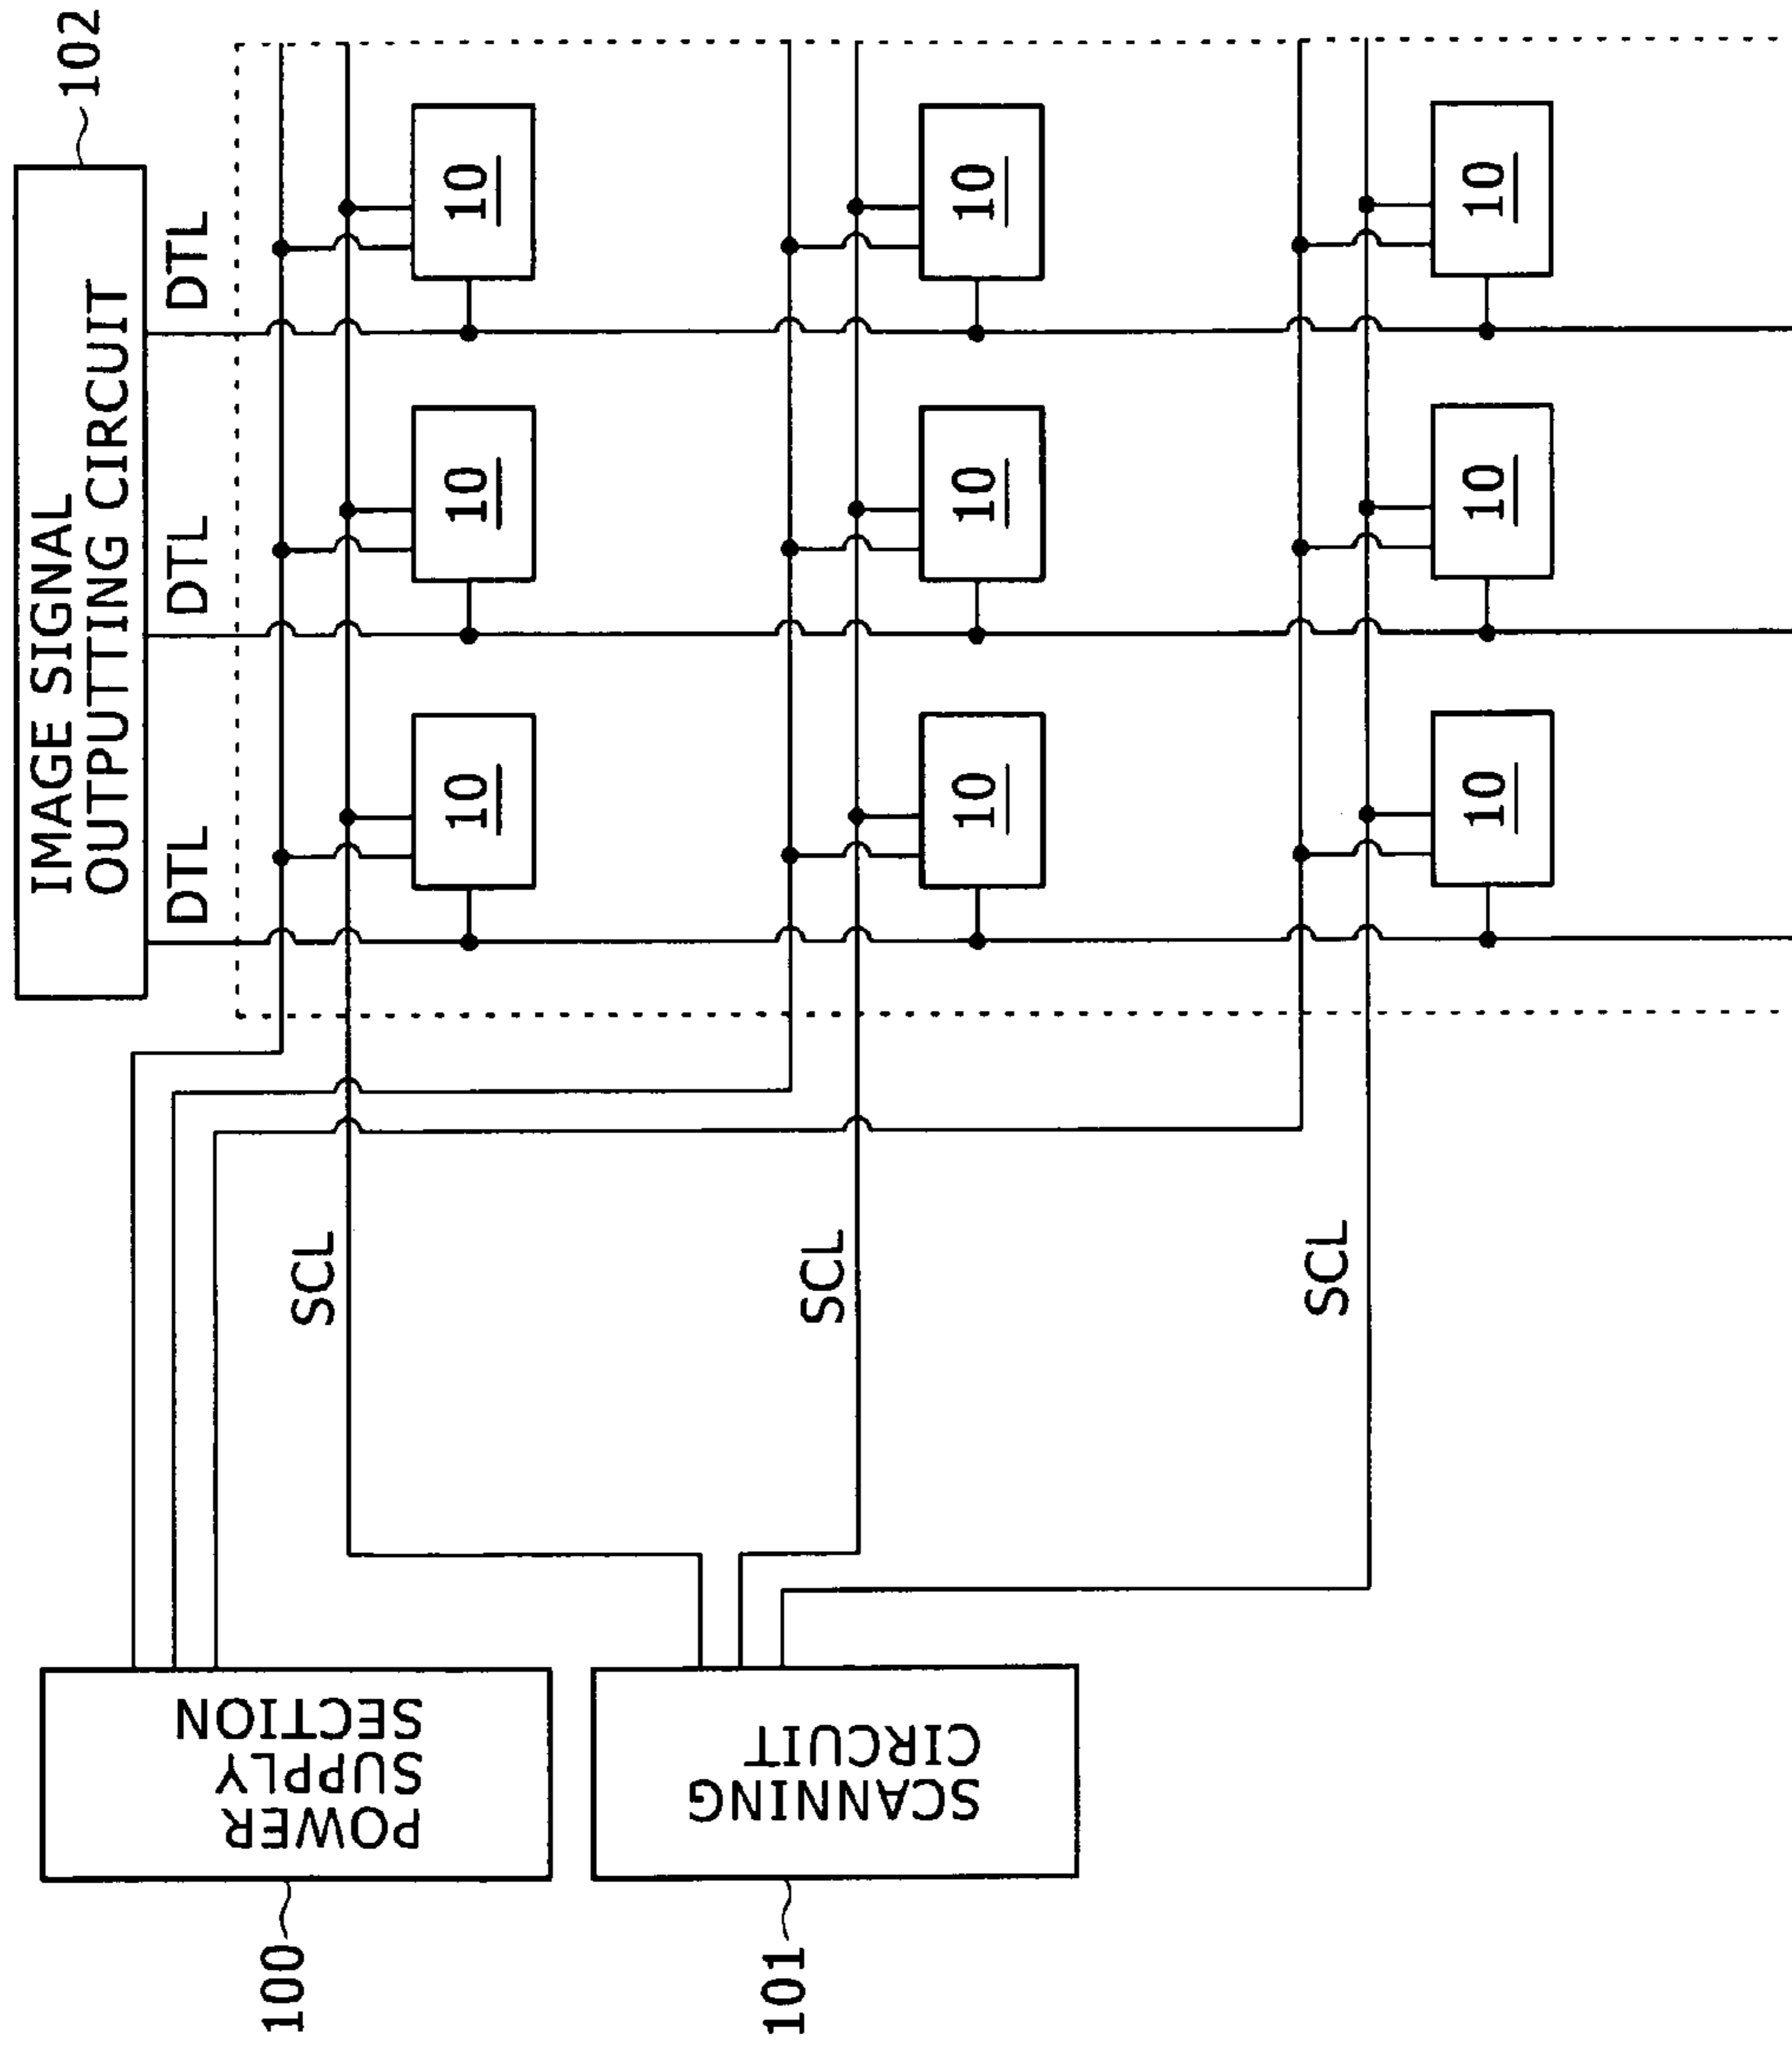 102
IMAGE SIGNAL
OUTPUTTING CIRCUIT
DTL
DTL
DTL
10
10
10
SCL
10
10
10
SCL
10
10
10
SCL
POWER
SUPPLY
SECTION
100
SCANNING
CIRCUIT
101